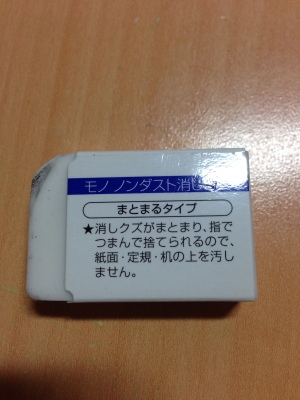 モノ ノンダスト消し
まとまるタイプ
★消しクズがまとまり、指で
つまんで捨てられるので、
紙面・定規・机の上を汚し
ません。